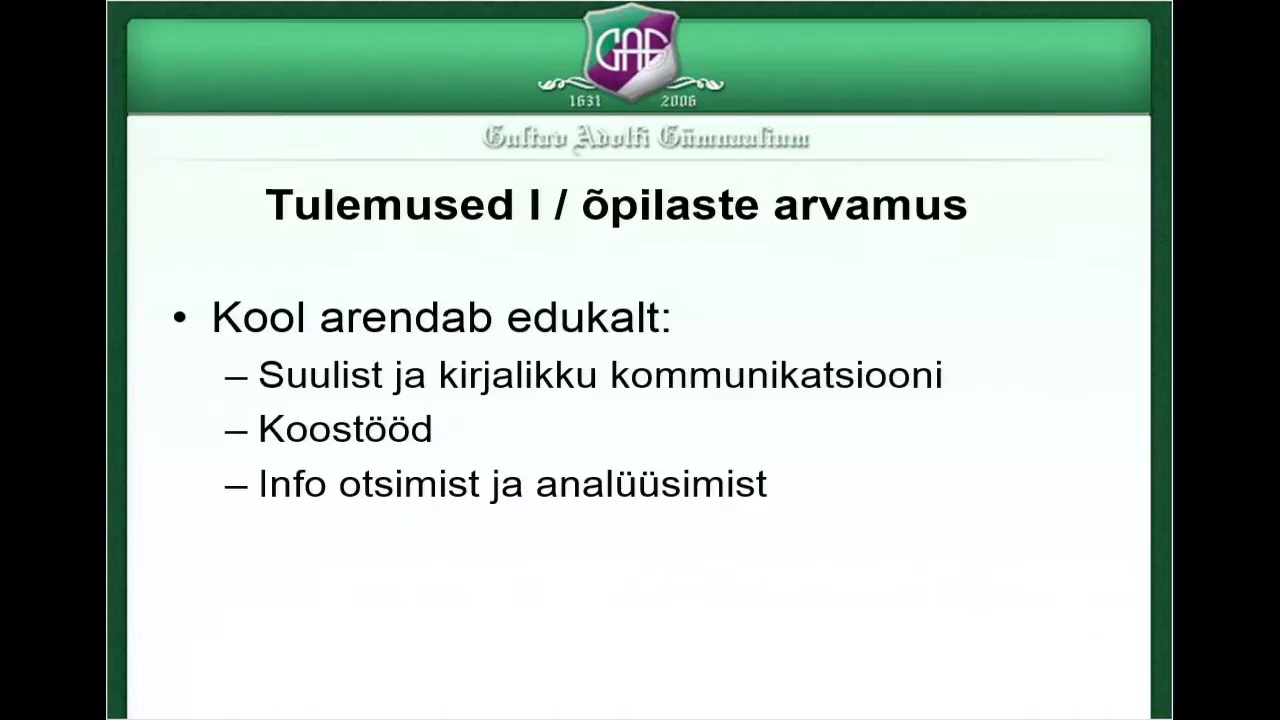 GAG
1631 2006
Gustav Adolfi Gümnaasium
Tulemused I / õpilaste arvamus
• Kool arendab edukalt:
– Suulist ja kirjalikku kommunikatsiooni
– Koostööd
– Info otsimist ja analüüsimist